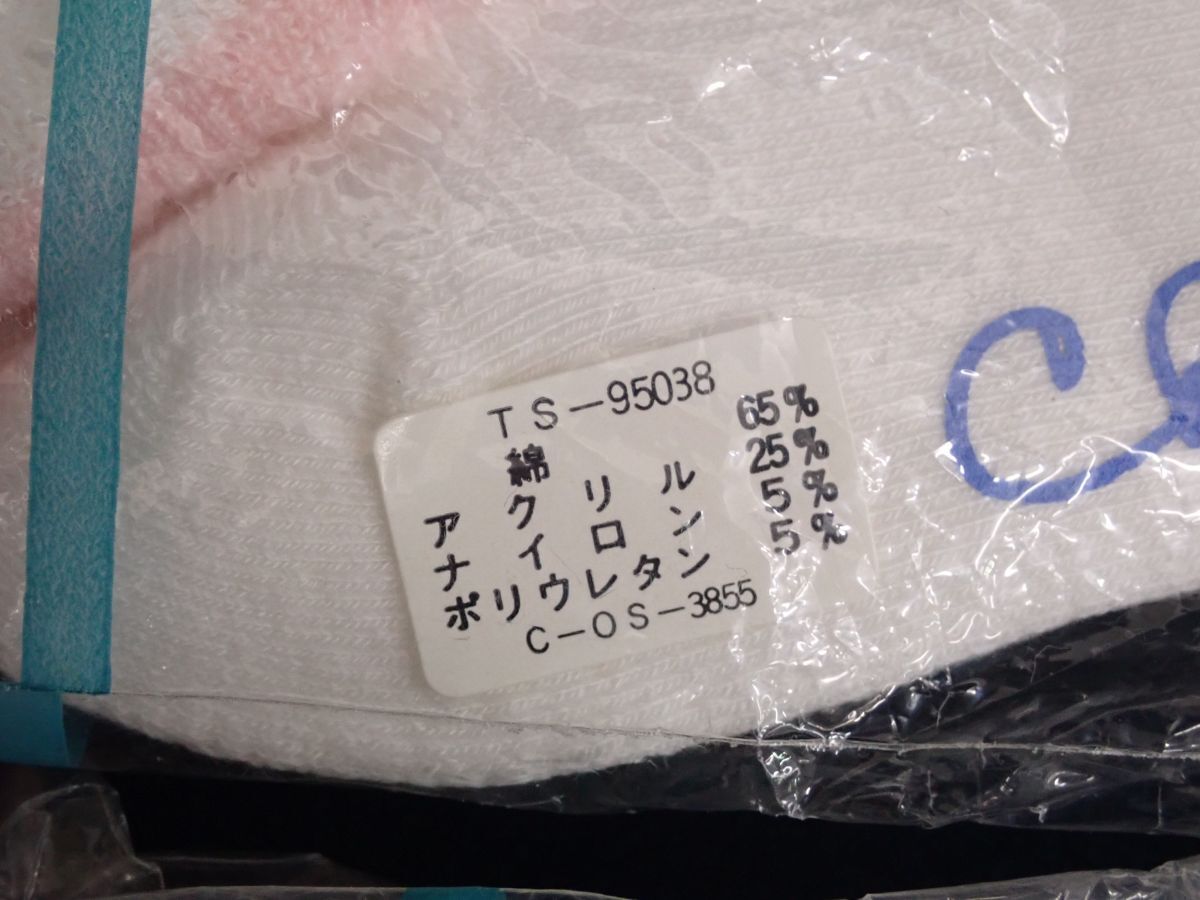 TS-95038
綿 65%
アクリル 25%
ナイロン 5%
ポリウレタン 5%
C-OS-3855